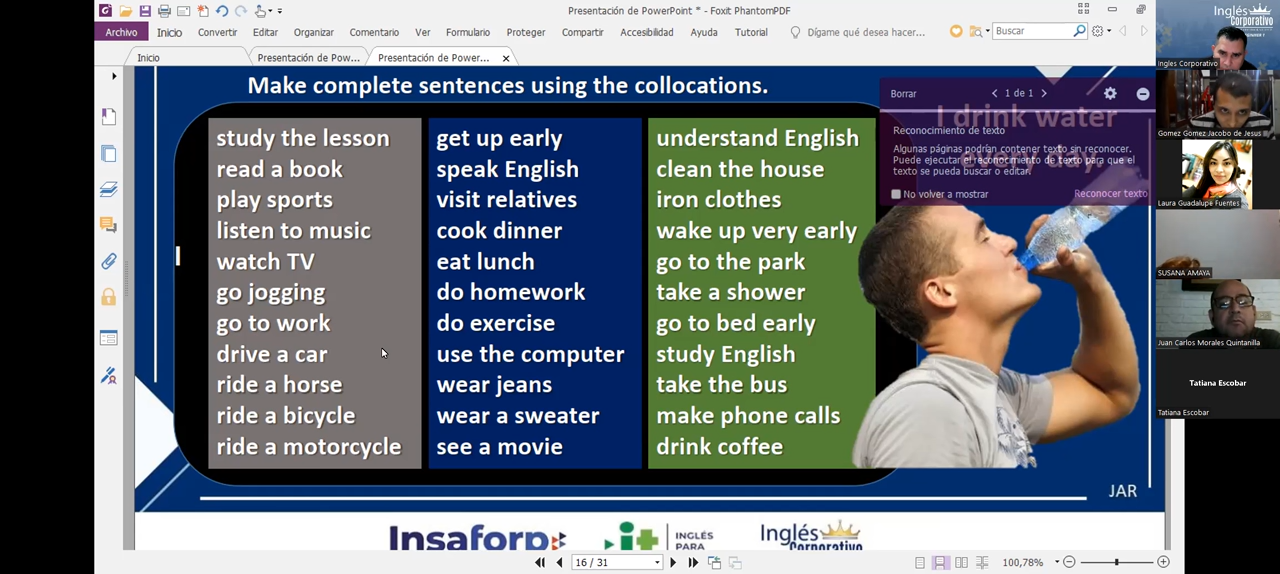 Presentación de PowerPoint * - Foxit PhantomPDF
Archivo Inicio Convertir Editar Organizar Comentario Ver Formulario Proteger Compartir Accesibilidad Ayuda Tutorial Dígame qué desea hacer... Buscar
Inicio Presentación de Pow... Presentación de Power...
Make complete sentences using the collocations.
study the lesson
read a book
play sports
listen to music
watch TV
go jogging
go to work
drive a car
ride a horse
ride a bicycle
ride a motorcycle
get up early
speak English
visit relatives
cook dinner
eat lunch
do homework
do exercise
use the computer
wear jeans
wear a sweater
see a movie
understand English
clean the house
iron clothes
wake up very early
go to the park
take a shower
go to bed early
study English
take the bus
make phone calls
drink coffee
I drink water
every day.
Borrar 1 de 1
Reconocimiento de texto
Algunas páginas podrían contener texto sin reconocer.
Puede ejecutar el reconocimiento de texto para que el
texto se pueda buscar o editar.
No volver a mostrar Reconocer texto
JAR
Insaforp
INGLÉS
PARA
Inglés
Corporativo
16 / 31
100,78%
Inglés
Corporativo
Ingles Corporativo
Gomez Gomez Jacobo de Jesus
Laura Guadalupe Fuentes
SUSANA AMAYA
Juan Carlos Morales Quintanilla
Tatiana Escobar
Tatiana Escobar